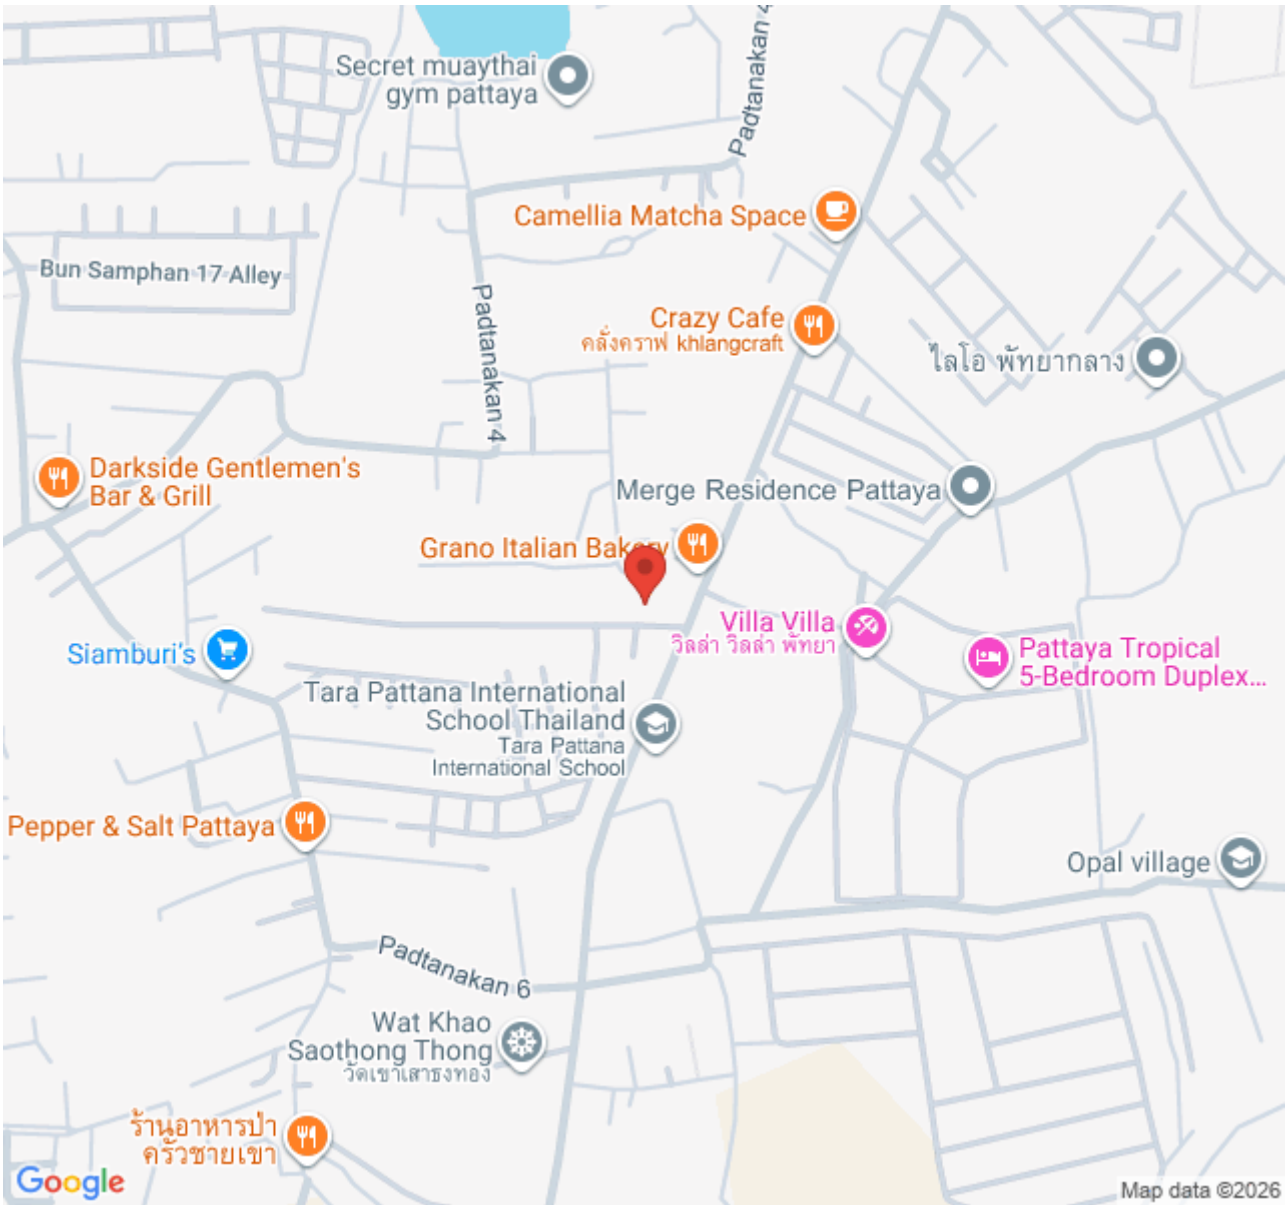 Padtanakan 4
Secret muaythai
gym pattaya
Camellia Matcha Space
Bun Samphan 17 Alley
Padtanakan 4
Crazy Cafe
คลั่งคราฟ khlangcraft
ไลโอ พัทยากลาง
Darkside Gentlemen's
Bar & Grill
Merge Residence Pattaya
Grano Italian Bakery
Villa Villa
วิลล่า วิลล่า พัทยา
Siamburi's
Pattaya Tropical
5-Bedroom Duplex...
Tara Pattana International
School Thailand
Tara Pattana
International School
Pepper & Salt Pattaya
Opal village
Padtanakan 6
Wat Khao
Saothong Thong
วัดเขาเสาธงทอง
ร้านอาหารป่า
ครัวชายเขา
Google
Map data ©2026